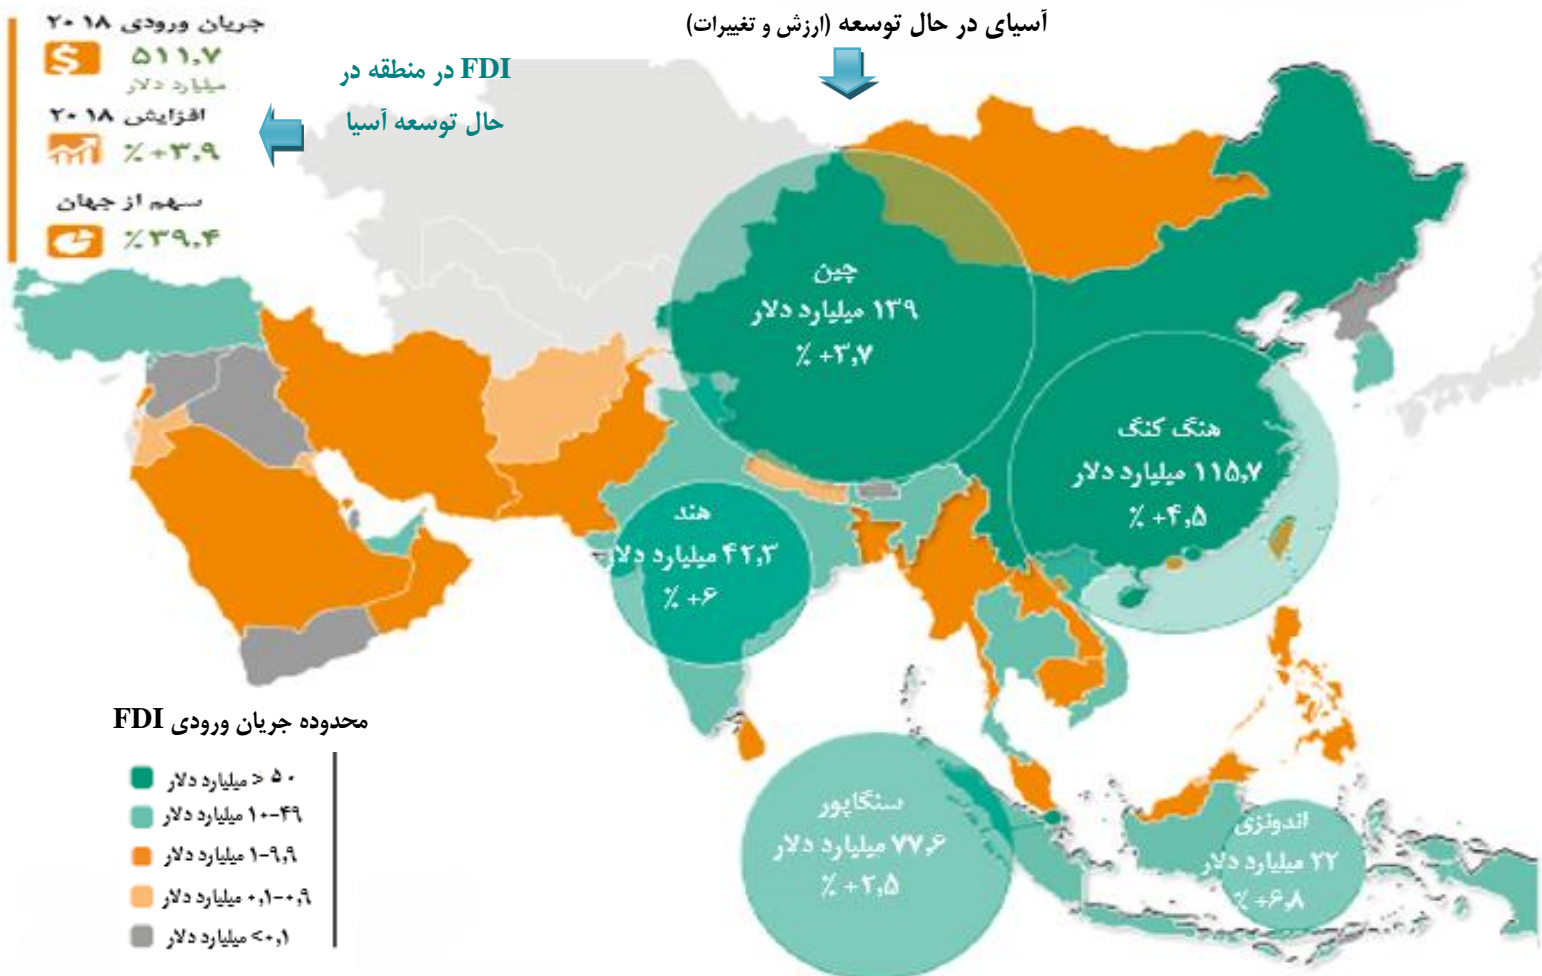 آسیای در حال توسعه (ارزش و تغییرات)
جریان ورودی ۲۰۱۸
۵۱۱,۷
میلیارد دلار
افزایش ۲۰۱۸
% +۳,۹
سهم از جهان
%۳۹,۴
FDI در منطقه در
حال توسعه آسیا
چین
۱۳۹ میلیارد دلار
% +۳,۷
هنگ کنگ
۱۱۵,۷ میلیارد دلار
% +۴,۵
هند
۴۲,۳ میلیارد دلار
% +۶
سنگاپور
۷۷,۶ میلیارد دلار
% +۲,۵
اندونزی
۲۲ میلیارد دلار
% +۶,۸
محدوده جریان ورودی FDI
۵۰ < میلیارد دلار
۱۰-۴۹ میلیارد دلار
۱-۹,۹ میلیارد دلار
۰,۱-۰,۹ میلیارد دلار
<۰,۱ میلیارد دلار